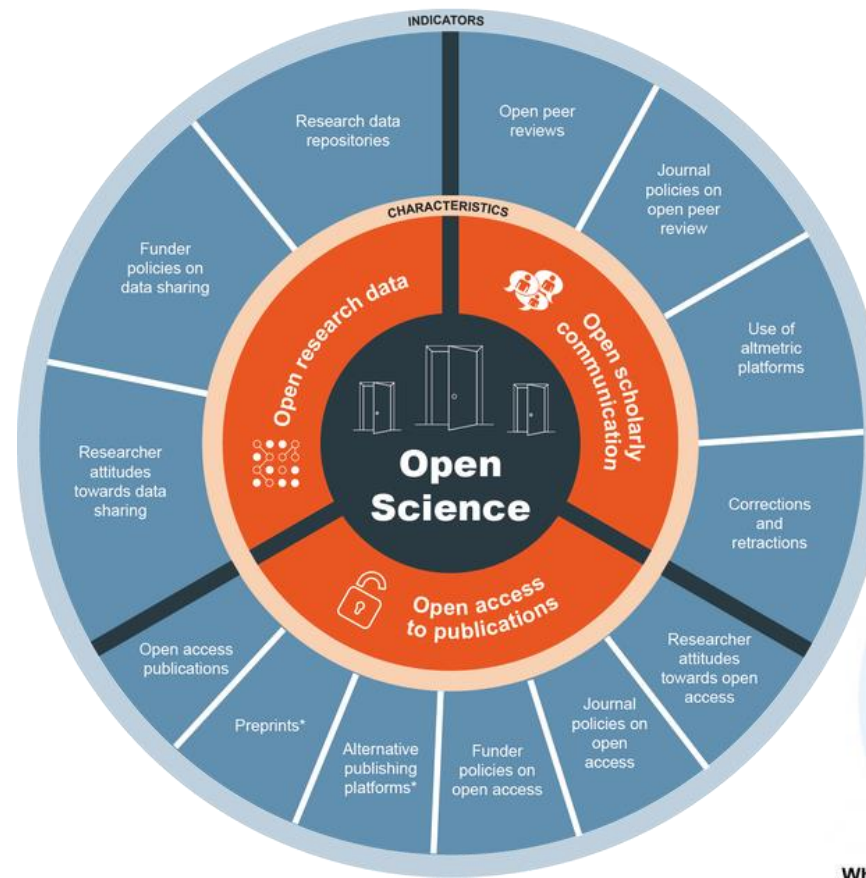 INDICATORS
Research data
repositories
Open peer
reviews
Journal
policies on
open peer
review
Funder
policies on
data sharing
CHARACTERISTICS
Open research data
Open scholarly
communication
Use of
altmetric
platforms
Researcher
attitudes
towards data
sharing
Open
Science
Corrections
and
retractions
Open access
to publications
Open access
publications
Preprints*
Alternative
publishing
platforms*
Funder
policies on
open access
Journal
policies on
open
access
Researcher
attitudes
towards open
access